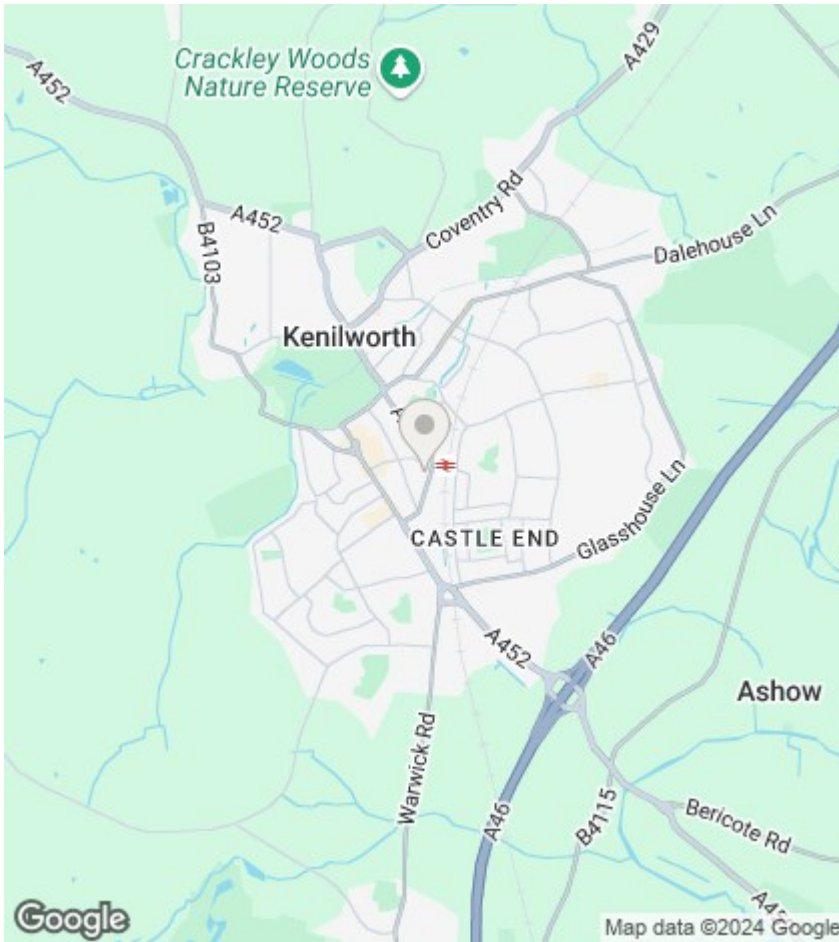 Crackley Woods
Nature Reserve
A429
A452
A452
Coventry Rd
B4103
Dalehouse Ln
Kenilworth
Glasshouse Ln
CASTLE END
A452
A46
Ashow
Warwick Rd
A46
B4115
Bericote Rd
Google
Map data ©2024 Google